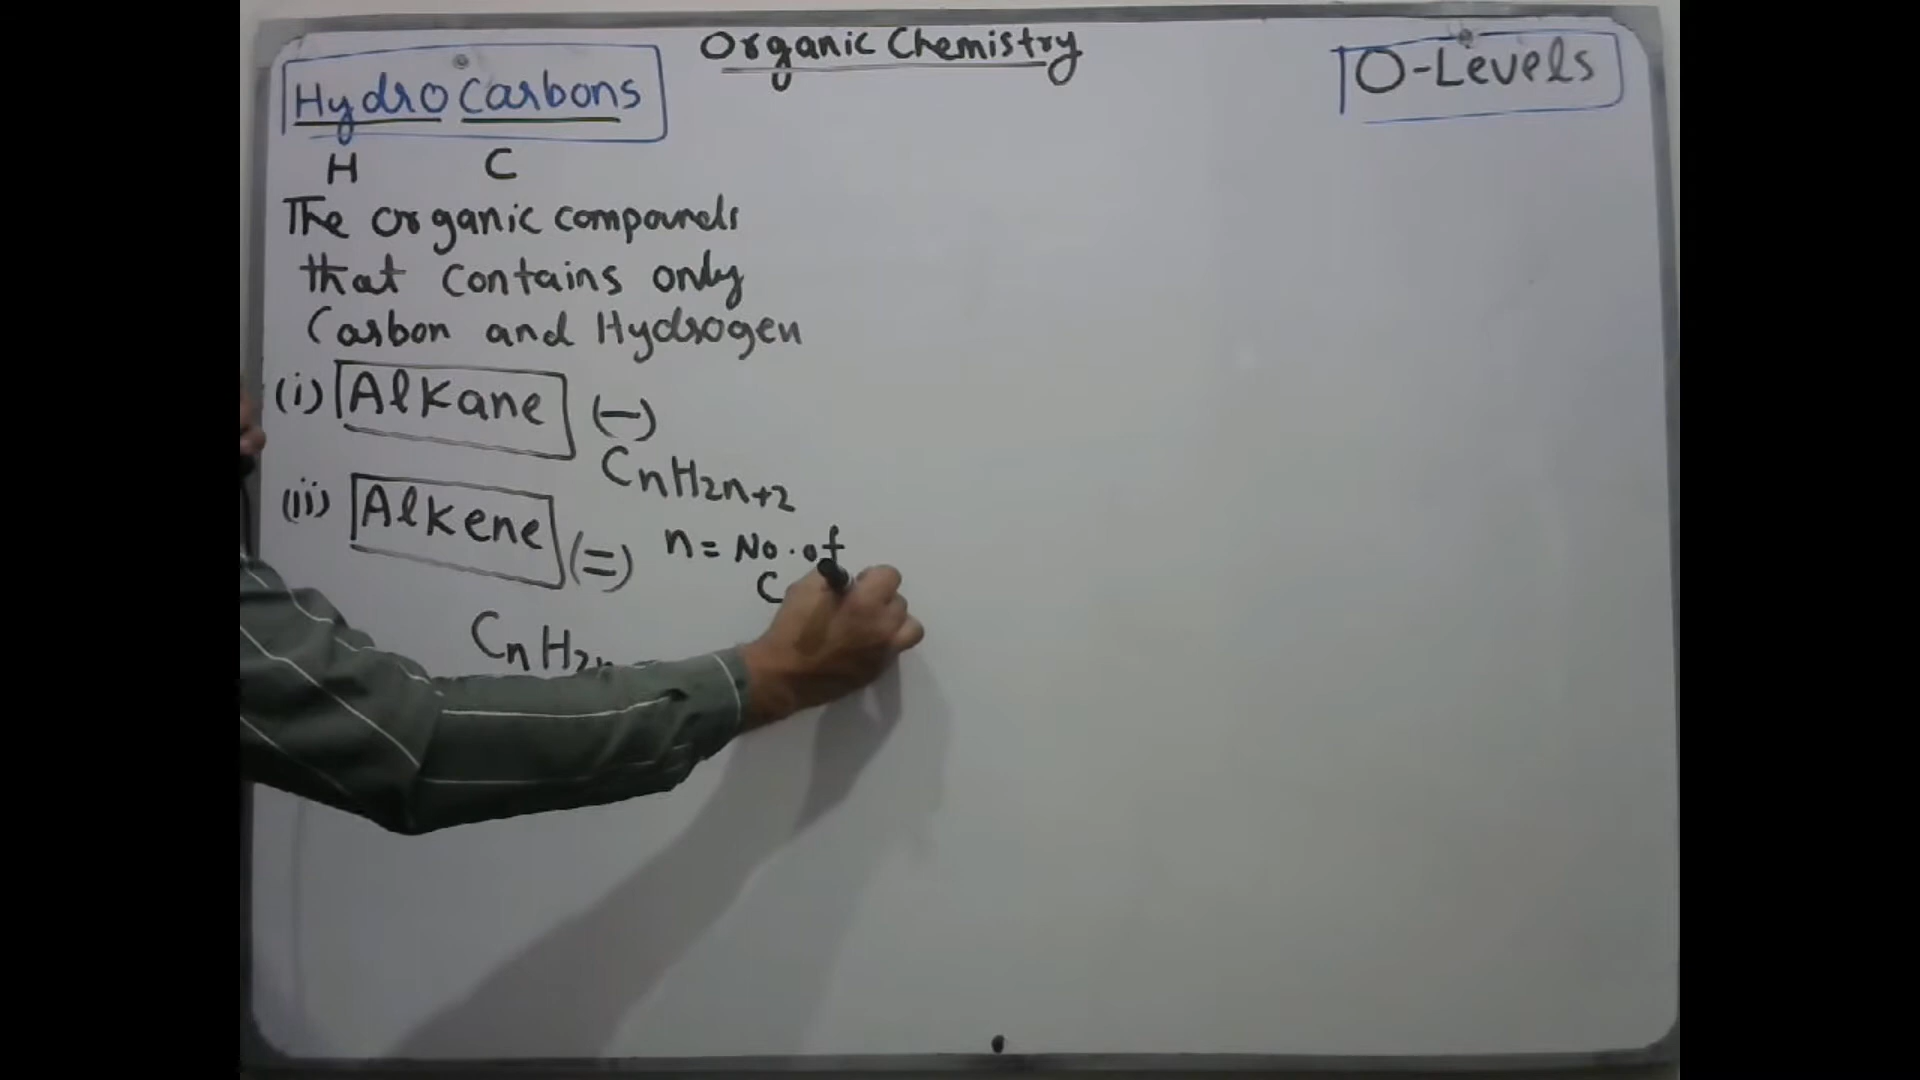 Organic Chemistry
O-Levels
HydroCarbons
H C
The organic compounds
that contains only
Carbon and Hydrogen
(i) Alkane (—)
CnH2n+2
(ii) Alkene (=)
n = No. of
C
CnH2n